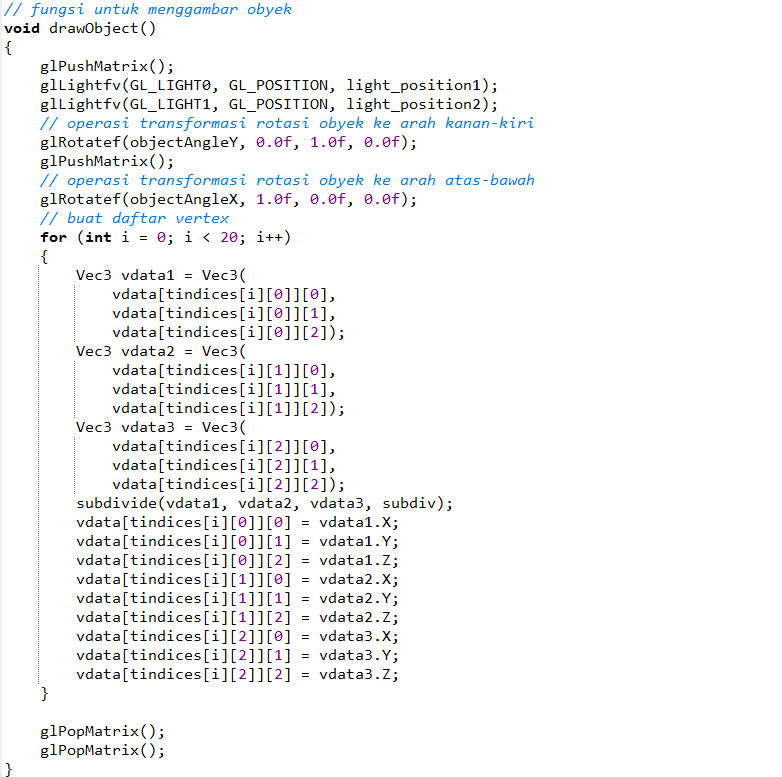 // fungsi untuk menggambar obyek
void drawObject()
{
    glPushMatrix();
    glLightfv(GL_LIGHT0, GL_POSITION, light_position1);
    glLightfv(GL_LIGHT1, GL_POSITION, light_position2);
    // operasi transformasi rotasi obyek ke arah kanan-kiri
    glRotatef(objectAngleY, 0.0f, 1.0f, 0.0f);
    glPushMatrix();
    // operasi transformasi rotasi obyek ke arah atas-bawah
    glRotatef(objectAngleX, 1.0f, 0.0f, 0.0f);
    // buat daftar vertex
    for (int i = 0; i < 20; i++)
    {
        Vec3 vdata1 = Vec3(
            vdata[tindices[i][0]][0],
            vdata[tindices[i][0]][1],
            vdata[tindices[i][0]][2]);
        Vec3 vdata2 = Vec3(
            vdata[tindices[i][1]][0],
            vdata[tindices[i][1]][1],
            vdata[tindices[i][1]][2]);
        Vec3 vdata3 = Vec3(
            vdata[tindices[i][2]][0],
            vdata[tindices[i][2]][1],
            vdata[tindices[i][2]][2]);
        subdivide(vdata1, vdata2, vdata3, subdiv);
        vdata[tindices[i][0]][0] = vdata1.X;
        vdata[tindices[i][0]][1] = vdata1.Y;
        vdata[tindices[i][0]][2] = vdata1.Z;
        vdata[tindices[i][1]][0] = vdata2.X;
        vdata[tindices[i][1]][1] = vdata2.Y;
        vdata[tindices[i][1]][2] = vdata2.Z;
        vdata[tindices[i][2]][0] = vdata3.X;
        vdata[tindices[i][2]][1] = vdata3.Y;
        vdata[tindices[i][2]][2] = vdata3.Z;
    }

    glPopMatrix();
    glPopMatrix();
}